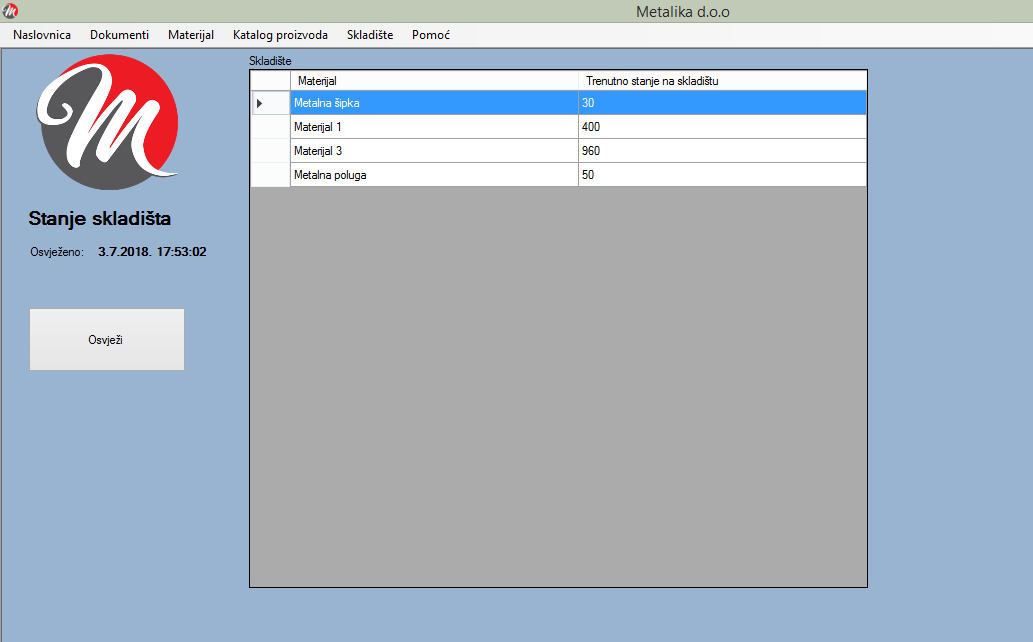 Metalika d.o.o
Naslovnica Dokumenti Materijal Katalog proizvoda Skladište Pomoć
Stanje skladišta
Osvježeno: 3.7.2018. 17:53:02
Osvježi
Skladište
Materijal Trenutno stanje na skladištu
Metalna šipka 30
Materijal 1 400
Materijal 3 960
Metalna poluga 50